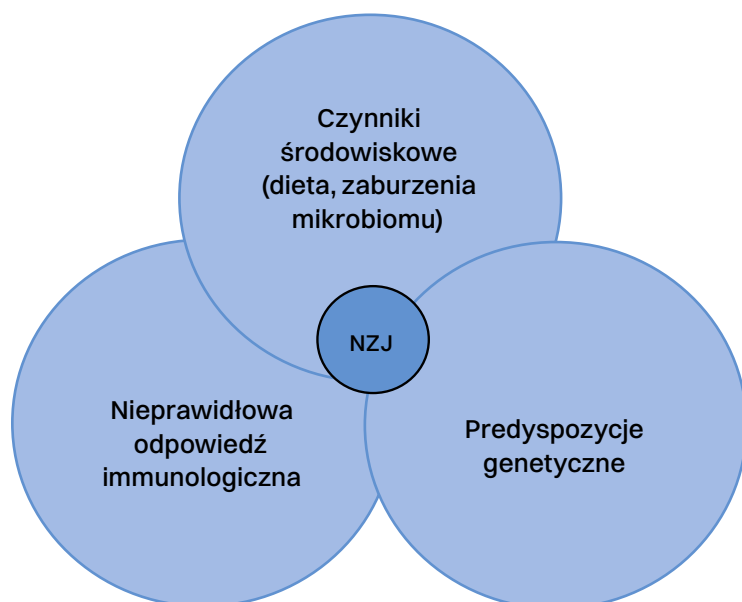 Czynniki
środowiskowe
(dieta, zaburzenia
mikrobiomu)
NZJ
Nieprawidłowa
odpowiedź
immunologiczna
Predyspozycje
genetyczne